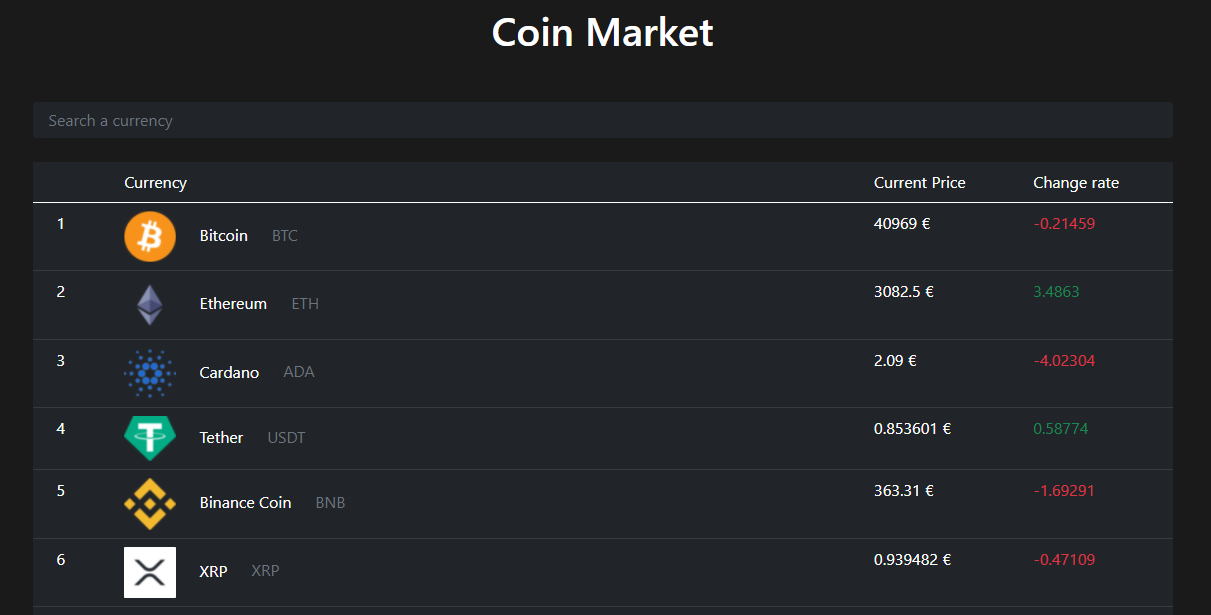 Coin Market
Search a currency
Currency Current Price Change rate
1 Bitcoin BTC 40969 € -0.21459
2 Ethereum ETH 3082.5 € 3.4863
3 Cardano ADA 2.09 € -4.02304
4 Tether USDT 0.853601 € 0.58774
5 Binance Coin BNB 363.31 € -1.69291
6 XRP XRP 0.939482 € -0.47109